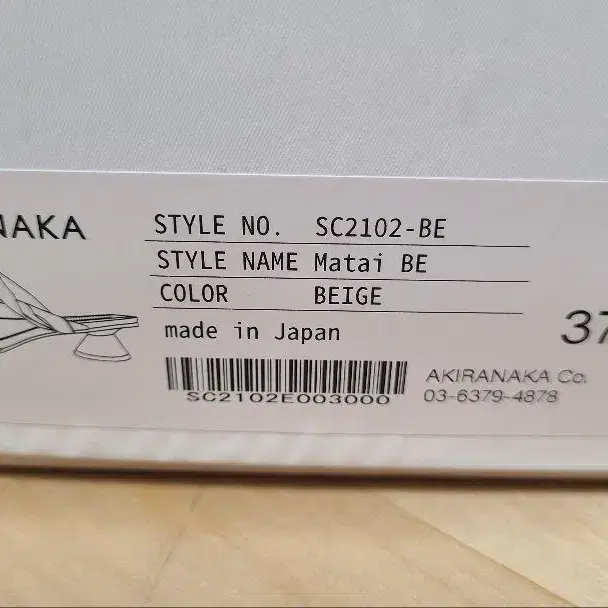 NAKA
STYLE NO. SC2102-BE
STYLE NAME Matai BE
COLOR BEIGE
37
made in Japan
SC2102E003000
AKIRANAKA Co.
03-6379-4878